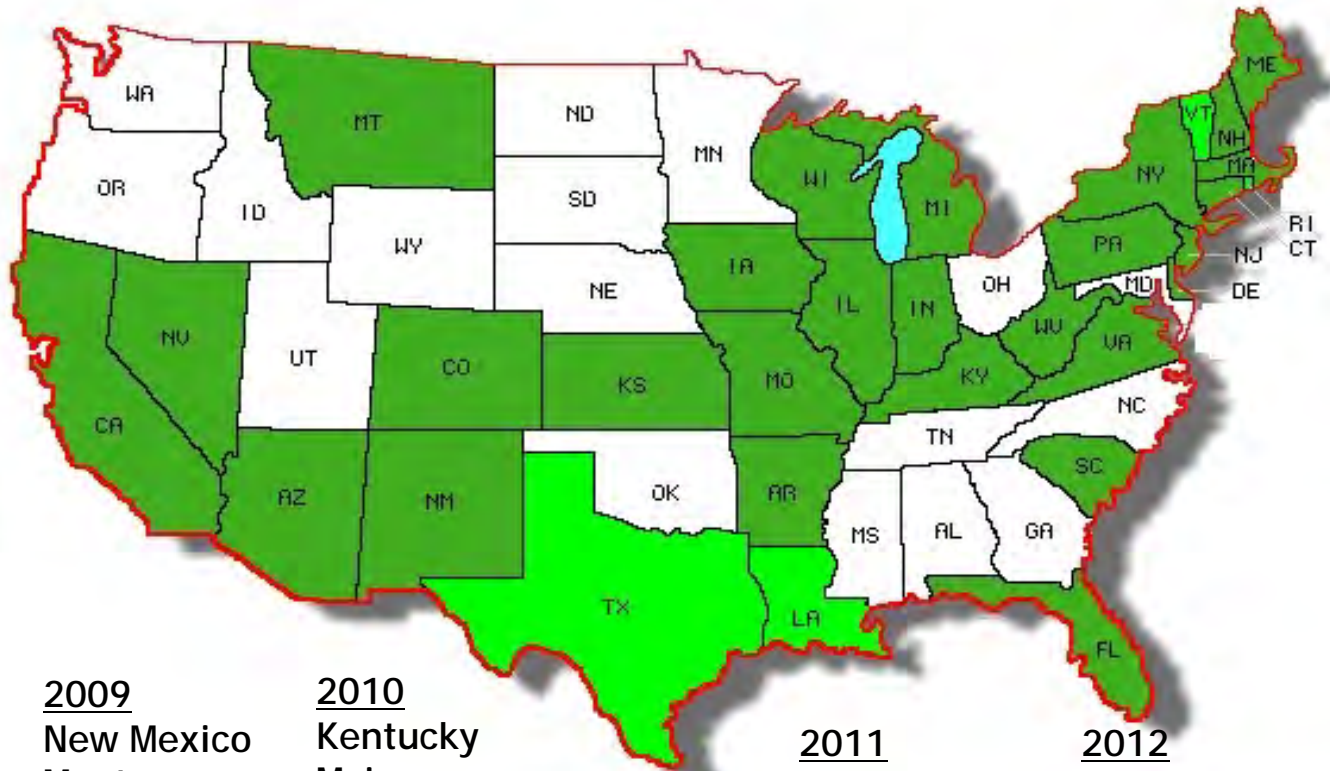 WA
MT
ND
MN
ME
VT
NH
MA
NY
OR
ID
SD
WI
MI
RI
CT
WY
PA
NJ
IA
NE
OH
MD
DE
IL
IN
NV
UT
CO
WV
VA
KS
MO
KY
CA
NC
TN
AZ
NM
OK
AR
SC
MS
AL
GA
TX
LA
FL
2009
2010
New Mexico
Kentucky
2011
2012